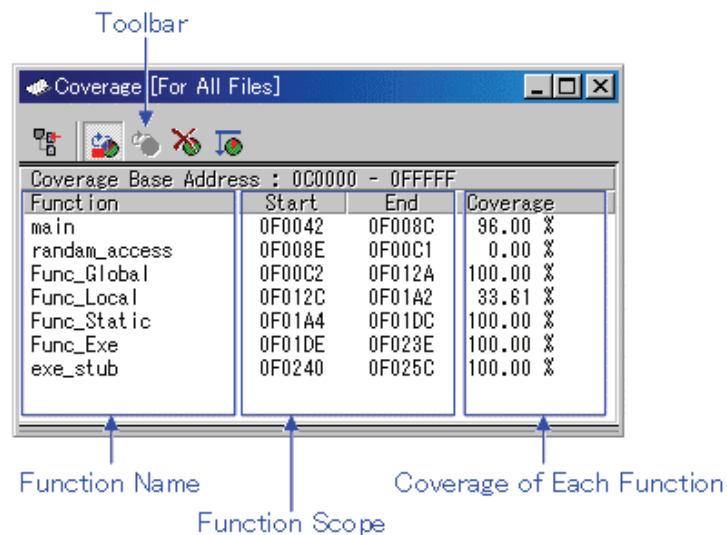 Toolbar
Coverage [For All Files]
Coverage Base Address : 0C0000 - 0FFFFF
Function Start End Coverage
main 0F0042 0F008C 96.00 %
randam_access 0F008E 0F00C1 0.00 %
Func_Global 0F00C2 0F012A 100.00 %
Func_Local 0F012C 0F01A2 33.61 %
Func_Static 0F01A4 0F01DC 100.00 %
Func_Exe 0F01DE 0F023E 100.00 %
exe_stub 0F0240 0F025C 100.00 %
Function Name
Coverage of Each Function
Function Scope